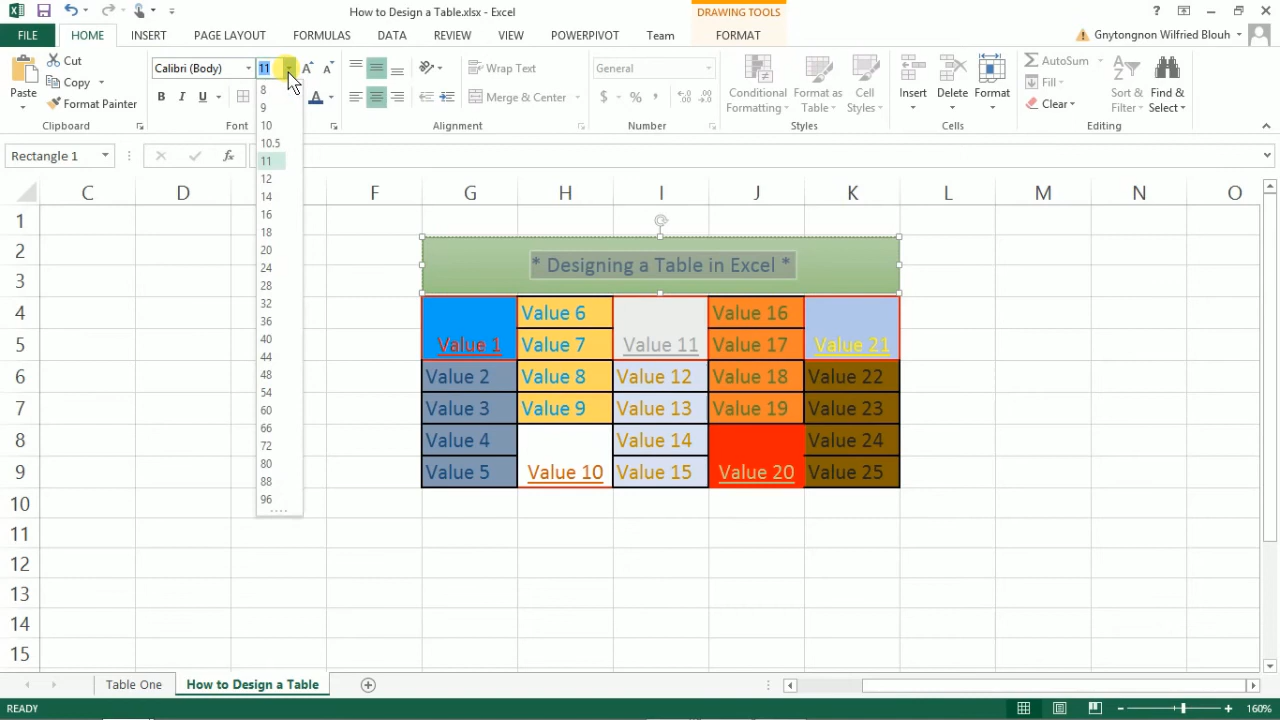 How to Design a Table.xlsx - Excel
DRAWING TOOLS
FILE HOME INSERT PAGE LAYOUT FORMULAS DATA REVIEW VIEW POWERPIVOT Team FORMAT
Gnytongnon Wilfried Blouh
Paste
Cut
Copy
Format Painter
Clipboard
Calibri (Body) 11
B I U A
Font
Wrap Text
Merge & Center
Alignment
General
$ % ,
Number
Conditional Formatting
Format as Table
Cell Styles
Styles
Insert Delete Format
Cells
AutoSum
Fill
Clear
Sort & Filter
Find & Select
Editing
8
9
10
10.5
11
12
14
16
18
20
24
28
32
36
40
44
48
54
60
66
72
80
88
96
Rectangle 1
fx
C D F G H I J K L M N O
1
2
3
4
5
6
7
8
9
10
11
12
13
14
15
* Designing a Table in Excel *
Value 6 Value 16
Value 1 Value 7 Value 11 Value 17 Value 21
Value 2 Value 8 Value 12 Value 18 Value 22
Value 3 Value 9 Value 13 Value 19 Value 23
Value 4 Value 14 Value 24
Value 5 Value 10 Value 15 Value 20 Value 25
Table One How to Design a Table
READY
160%